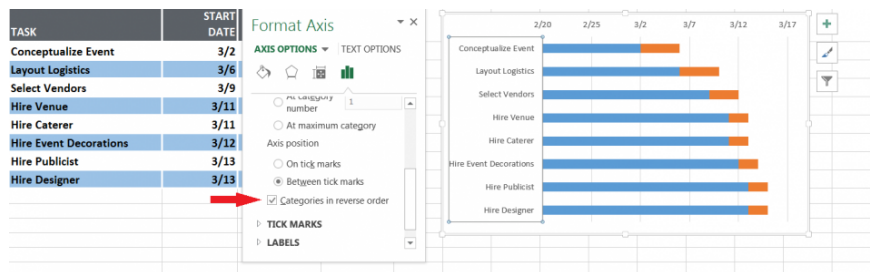 START
TASK DATE
Conceptualize Event 3/2
Layout Logistics 3/6
Select Vendors 3/9
Hire Venue 3/11
Hire Caterer 3/11
Hire Event Decorations 3/12
Hire Publicist 3/13
Hire Designer 3/13
Format Axis
AXIS OPTIONS TEXT OPTIONS
At category
number 1
At maximum category
Axis position
On tick marks
Between tick marks
Categories in reverse order
TICK MARKS
LABELS
2/20 2/25 3/2 3/7 3/12 3/17
Conceptualize Event
Layout Logistics
Select Vendors
Hire Venue
Hire Caterer
Hire Event Decorations
Hire Publicist
Hire Designer